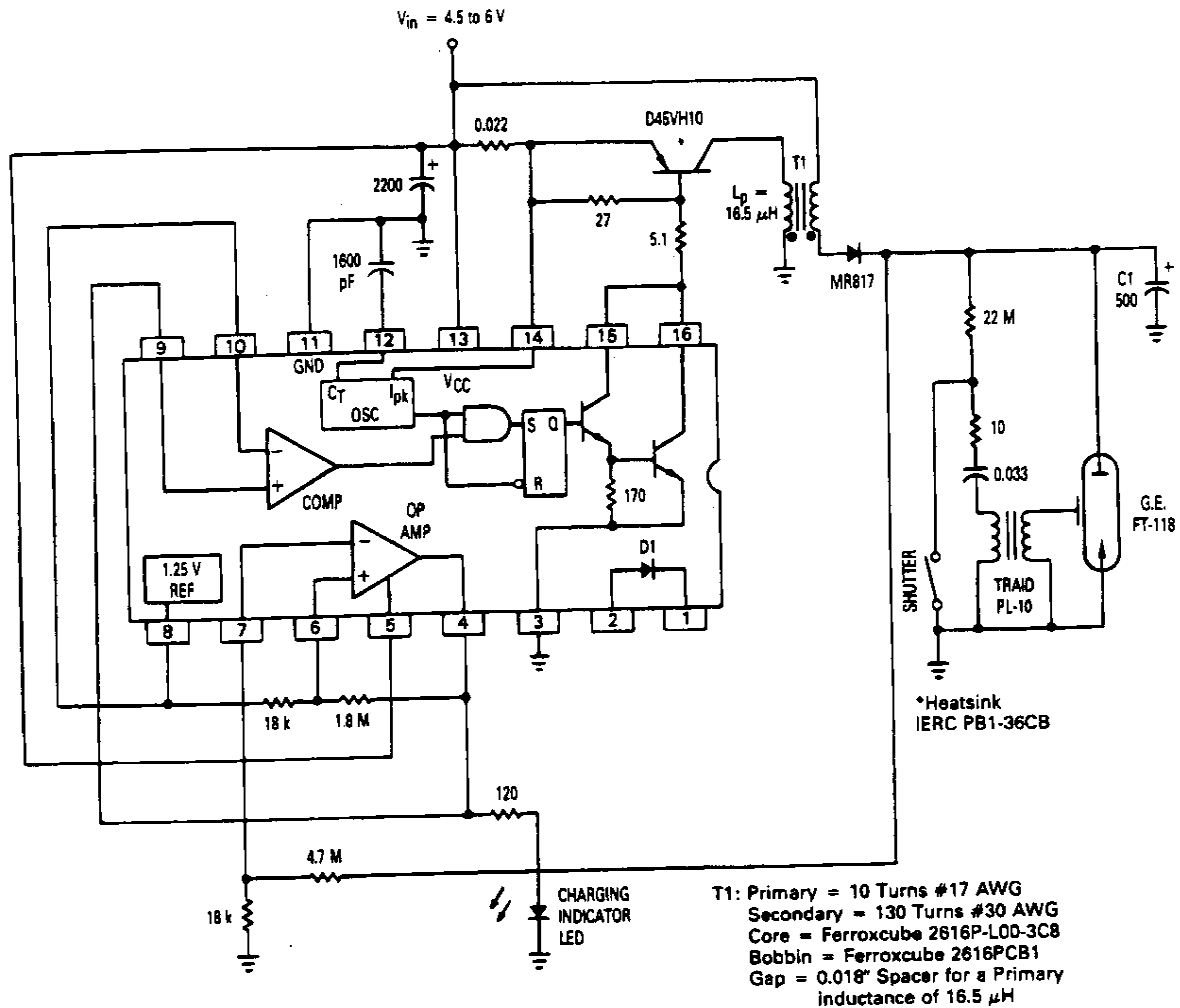 Vin = 4.5 to 6 V
0.022
D45VH10
*
T1
+
2200
Lp =
16.5 μH
27
5.1
1600
pF
MR817
C1
500
+
22 M
9
10
11
12
13
14
15
16
GND
CT
Ipk
OSC
VCC
S
Q
R
10
0.033
-
+
COMP
170
G.E.
FT-118
OP
AMP
-
+
D1
1.25 V
REF
SHUTTER
TRAID
PL-10
8
7
6
5
4
3
2
1
18 k
1.8 M
*Heatsink
IERC PB1-36CB
120
4.7 M
18 k
CHARGING
INDICATOR
LED
T1: Primary = 10 Turns #17 AWG
Secondary = 130 Turns #30 AWG
Core = Ferroxcube 2616P-L00-3C8
Bobbin = Ferroxcube 2616PCB1
Gap = 0.018" Spacer for a Primary
inductance of 16.5 μH